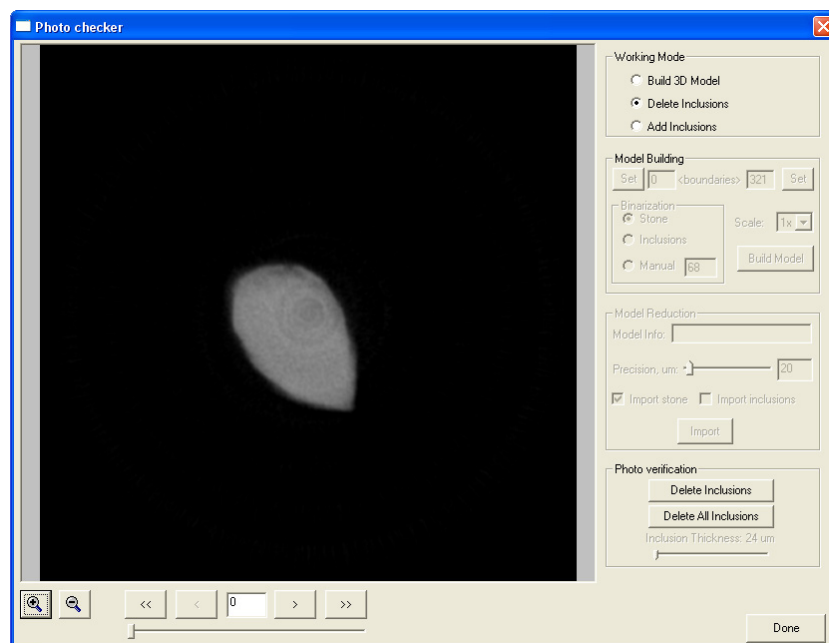 Photo checker
Working Mode
Build 3D Model
Delete Inclusions
Add Inclusions
Model Building
Set 0 <boundaries> 321 Set
Binarization
Stone
Inclusions
Manual 68
Scale: 1x
Build Model
Model Reduction
Model Info:
Precision, um: 20
Import stone Import inclusions
Import
Photo verification
Delete Inclusions
Delete All Inclusions
Inclusion Thickness: 24 um
<< < 0 > >>
Done